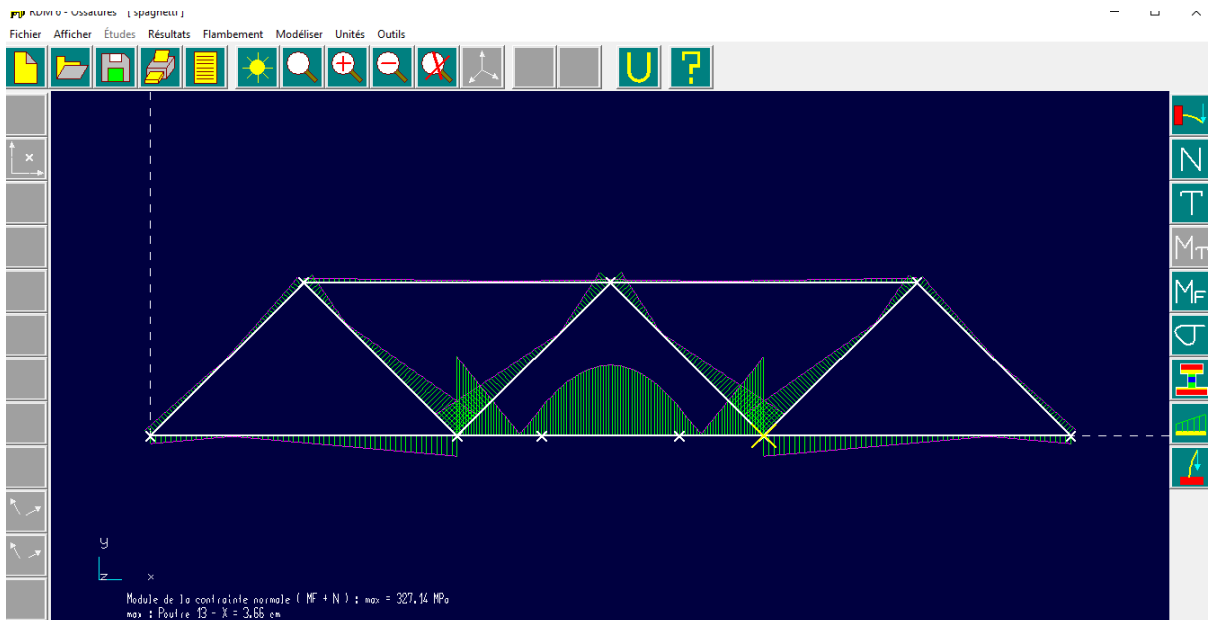 RDM 6 - Ossatures [ spaghetti ]
Fichier Afficher Études Résultats Flambement Modéliser Unités Outils
U ?
x
N
T
MT
MF
σ
y
z x
Module de la contrainte normale ( MF + N ) : max = 327.14 MPa
max : Poutre 13 - X = 3.66 cm